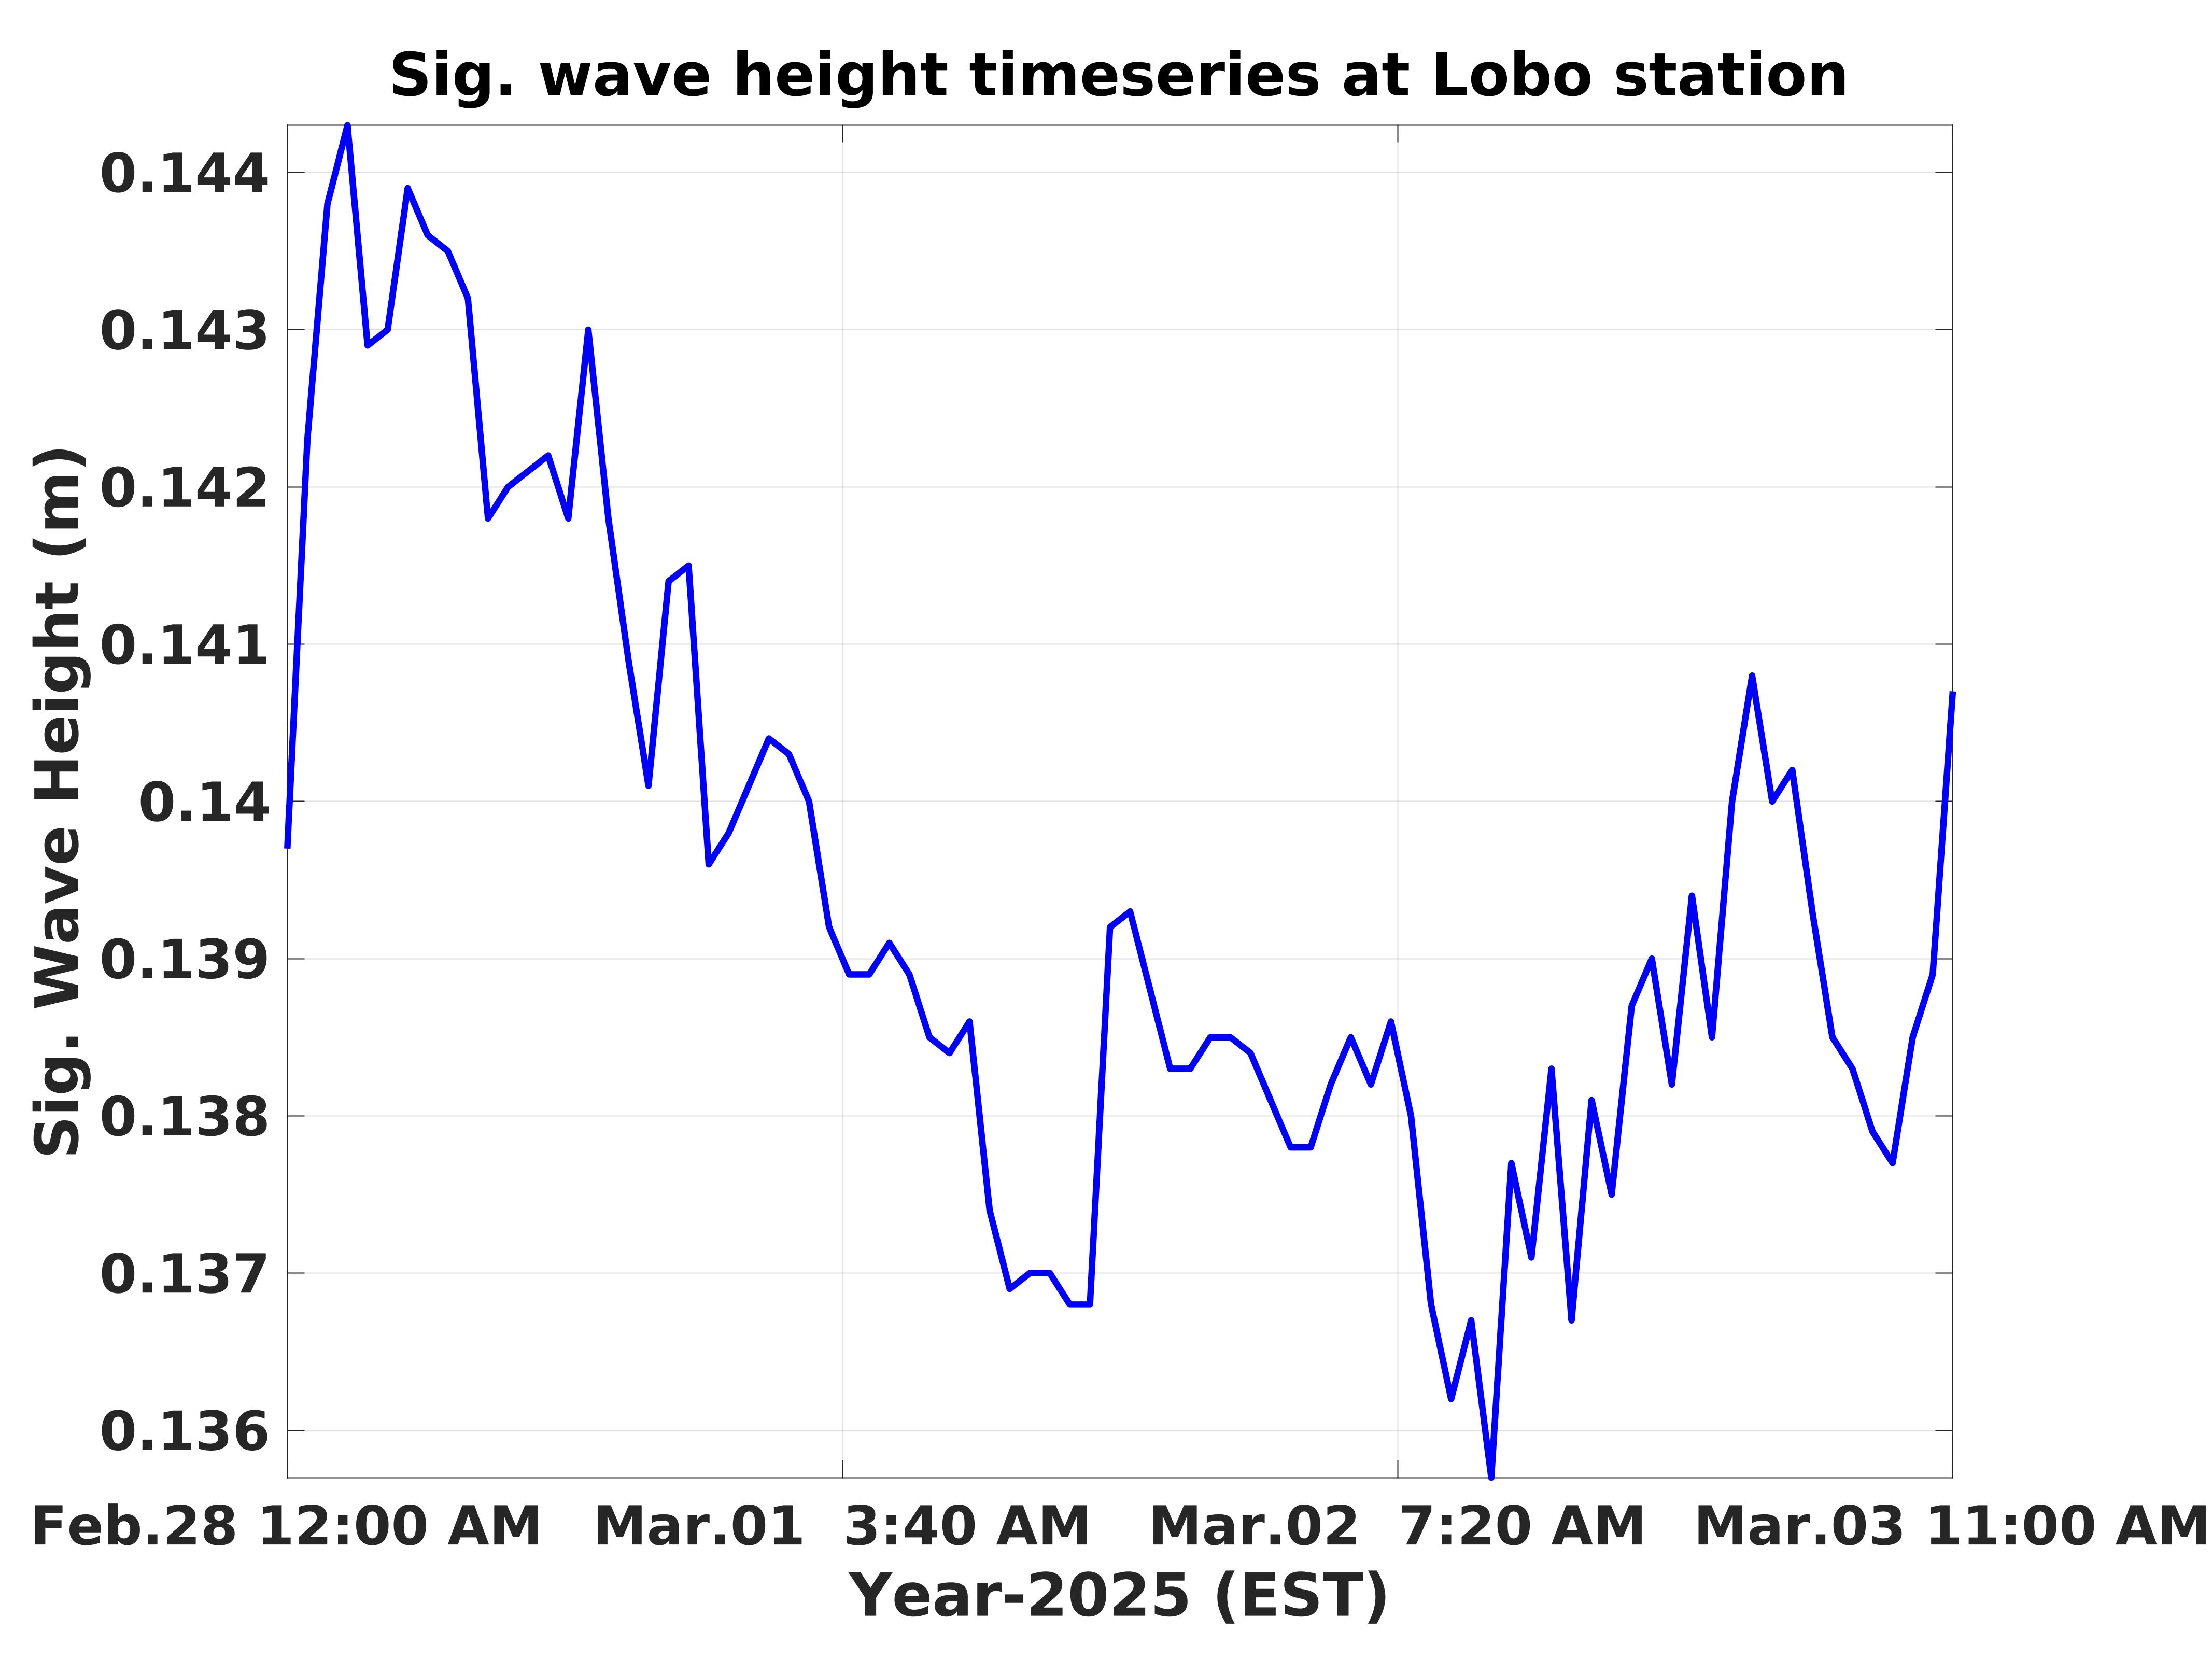 Sig. wave height timeseries at Lobo station
Sig. Wave Height (m)
0.144
0.143
0.142
0.141
0.14
0.139
0.138
0.137
0.136
Feb.28 12:00 AM Mar.01 3:40 AM Mar.02 7:20 AM Mar.03 11:00 AM
Year-2025 (EST)